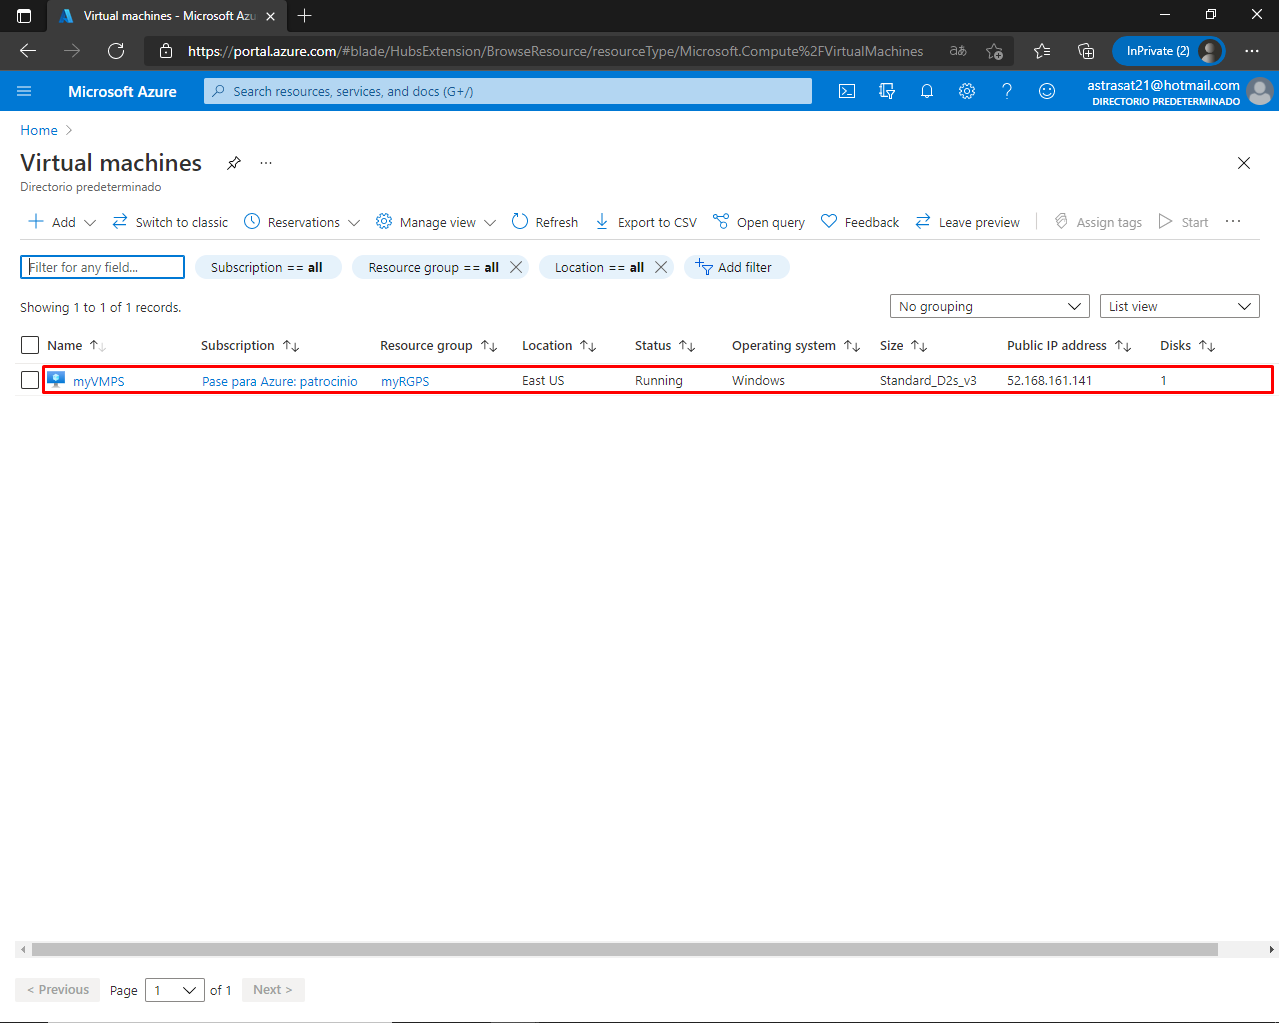 Virtual machines - Microsoft Azu
https://portal.azure.com/#blade/HubsExtension/BrowseResource/resourceType/Microsoft.Compute%2FVirtualMachines
aあ
InPrivate (2)
Microsoft Azure
Search resources, services, and docs (G+/)
astrasat21@hotmail.com
DIRECTORIO PREDETERMINADO
Home
Virtual machines
Directorio predeterminado
Add Switch to classic Reservations Manage view Refresh Export to CSV Open query Feedback Leave preview Assign tags Start
Filter for any field... Subscription == all Resource group == all Location == all Add filter
Showing 1 to 1 of 1 records.
No grouping List view
Name Subscription Resource group Location Status Operating system Size Public IP address Disks
myVMPS Pase para Azure: patrocinio myRGPS East US Running Windows Standard_D2s_v3 52.168.161.141 1
< Previous Page 1 of 1 Next >